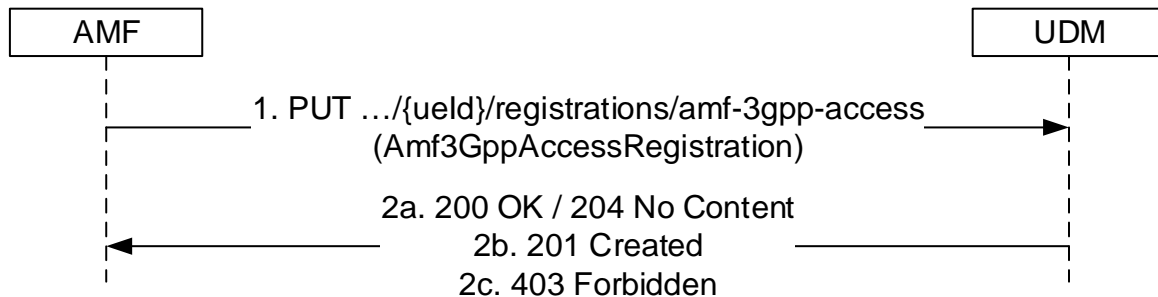 AMF
UDM
1. PUT …/{ueId}/registrations/amf-3gpp-access
(Amf3GppAccessRegistration)
2a. 200 OK / 204 No Content
2b. 201 Created
2c. 403 Forbidden